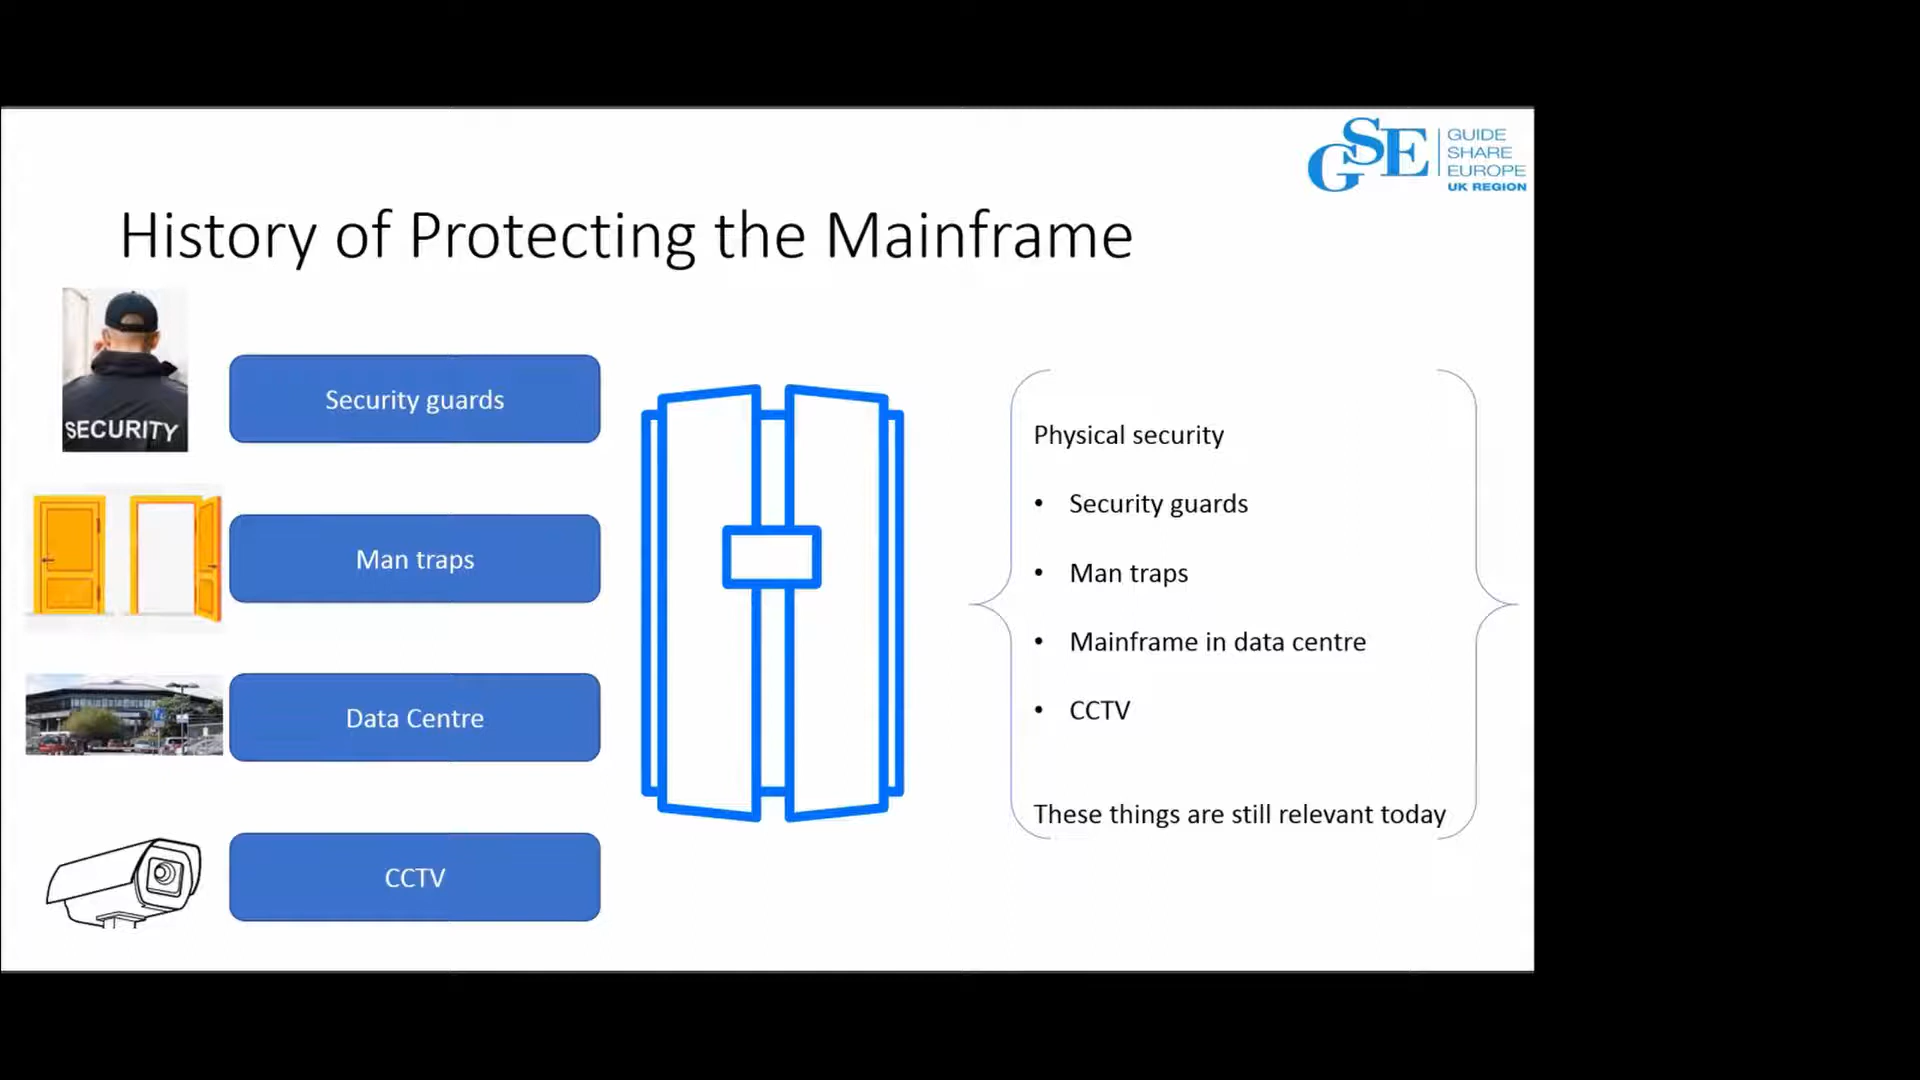 GSE
GUIDE
SHARE
EUROPE
UK REGION
History of Protecting the Mainframe
SECURITY
Security guards
Man traps
Data Centre
CCTV
Physical security
• Security guards
• Man traps
• Mainframe in data centre
• CCTV
These things are still relevant today